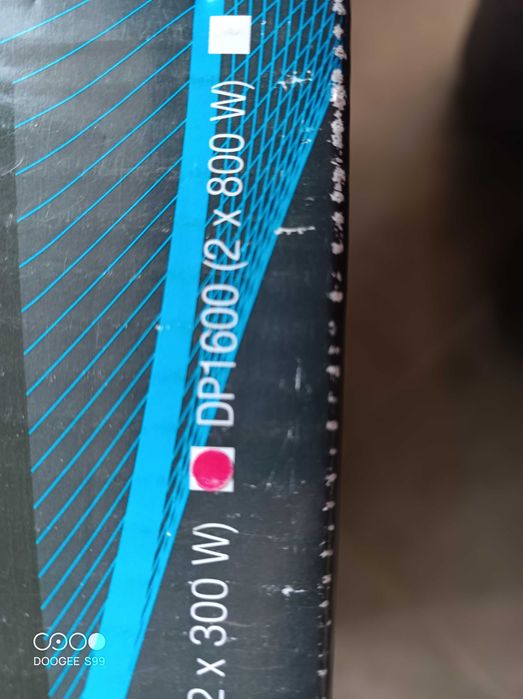 2 x 300 W)
DP1600 (2 x 800 W)
DOOGEE S99